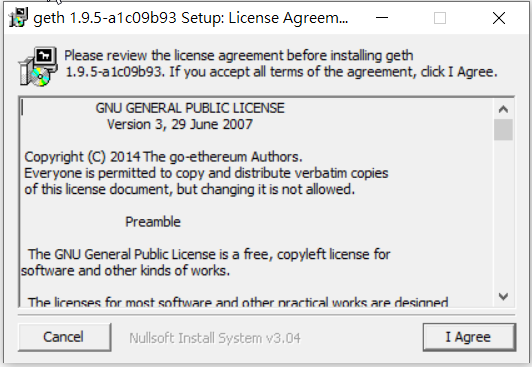 geth 1.9.5-a1c09b93 Setup: License Agreem...
Please review the license agreement before installing geth
1.9.5-a1c09b93. If you accept all terms of the agreement, click I Agree.
GNU GENERAL PUBLIC LICENSE
Version 3, 29 June 2007
Copyright (C) 2014 The go-ethereum Authors.
Everyone is permitted to copy and distribute verbatim copies
of this license document, but changing it is not allowed.
Preamble
The GNU General Public License is a free, copyleft license for
software and other kinds of works.
The licenses for most software and other practical works are designed
Cancel
Nullsoft Install System v3.04
I Agree